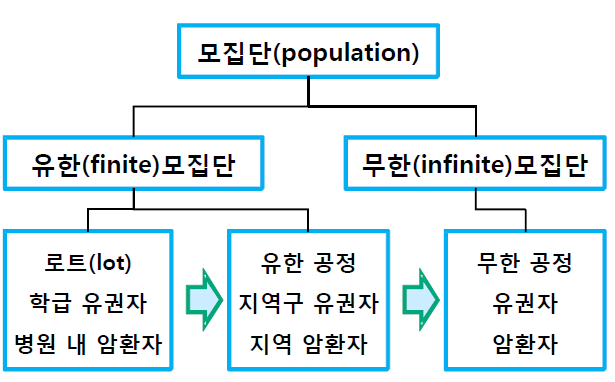 모집단(population)
유한(finite)모집단
무한(infinite)모집단
로트(lot)
학급 유권자
병원 내 암환자
유한 공정
지역구 유권자
지역 암환자
무한 공정
유권자
암환자